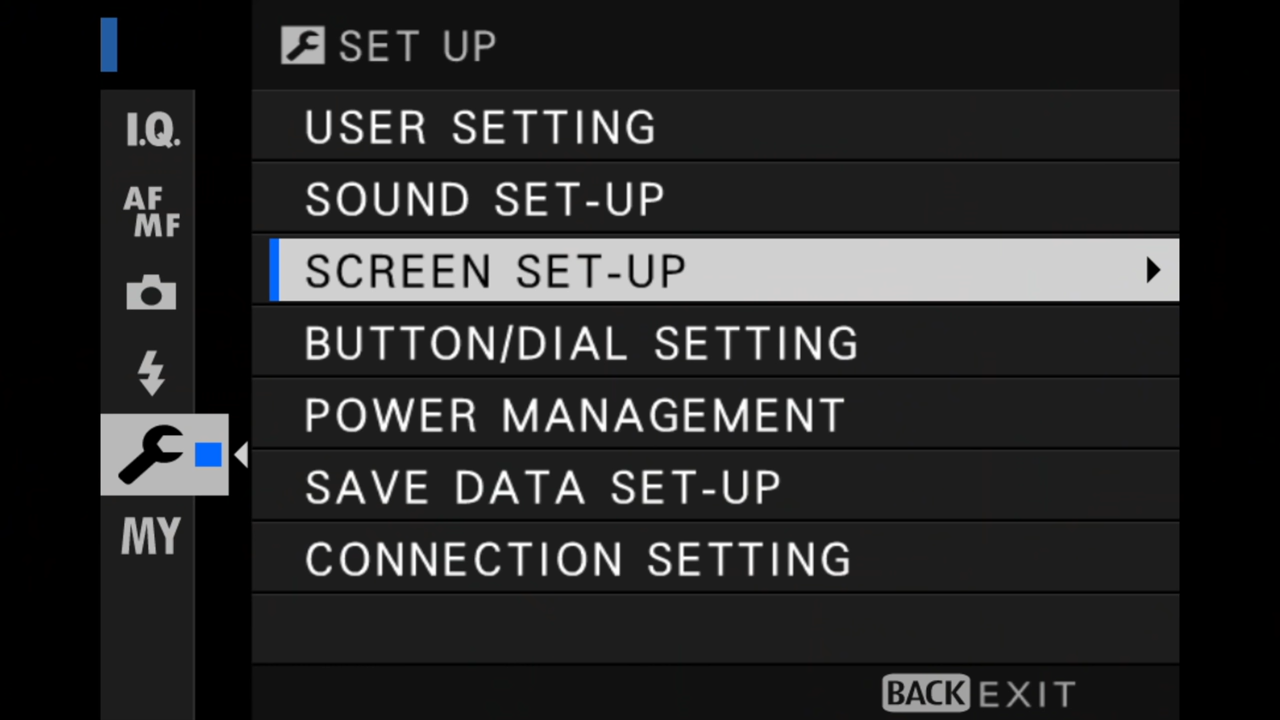 SET UP
I.Q.
AF
MF
MY
USER SETTING
SOUND SET-UP
SCREEN SET-UP
BUTTON/DIAL SETTING
POWER MANAGEMENT
SAVE DATA SET-UP
CONNECTION SETTING
BACK EXIT